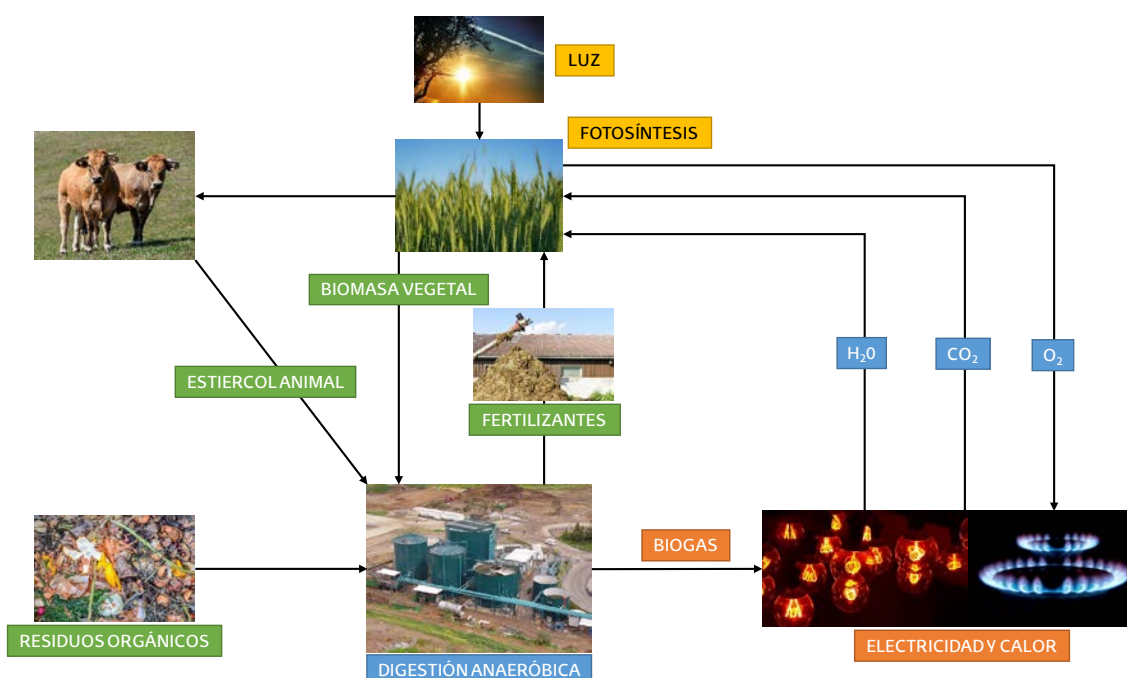 LUZ
FOTOSÍNTESIS
BIOMASA VEGETAL
H₂0
CO₂
O₂
ESTIERCOL ANIMAL
FERTILIZANTES
BIOGAS
RESIDUOS ORGÁNICOS
ELECTRICIDAD Y CALOR
DIGESTIÓN ANAERÓBICA